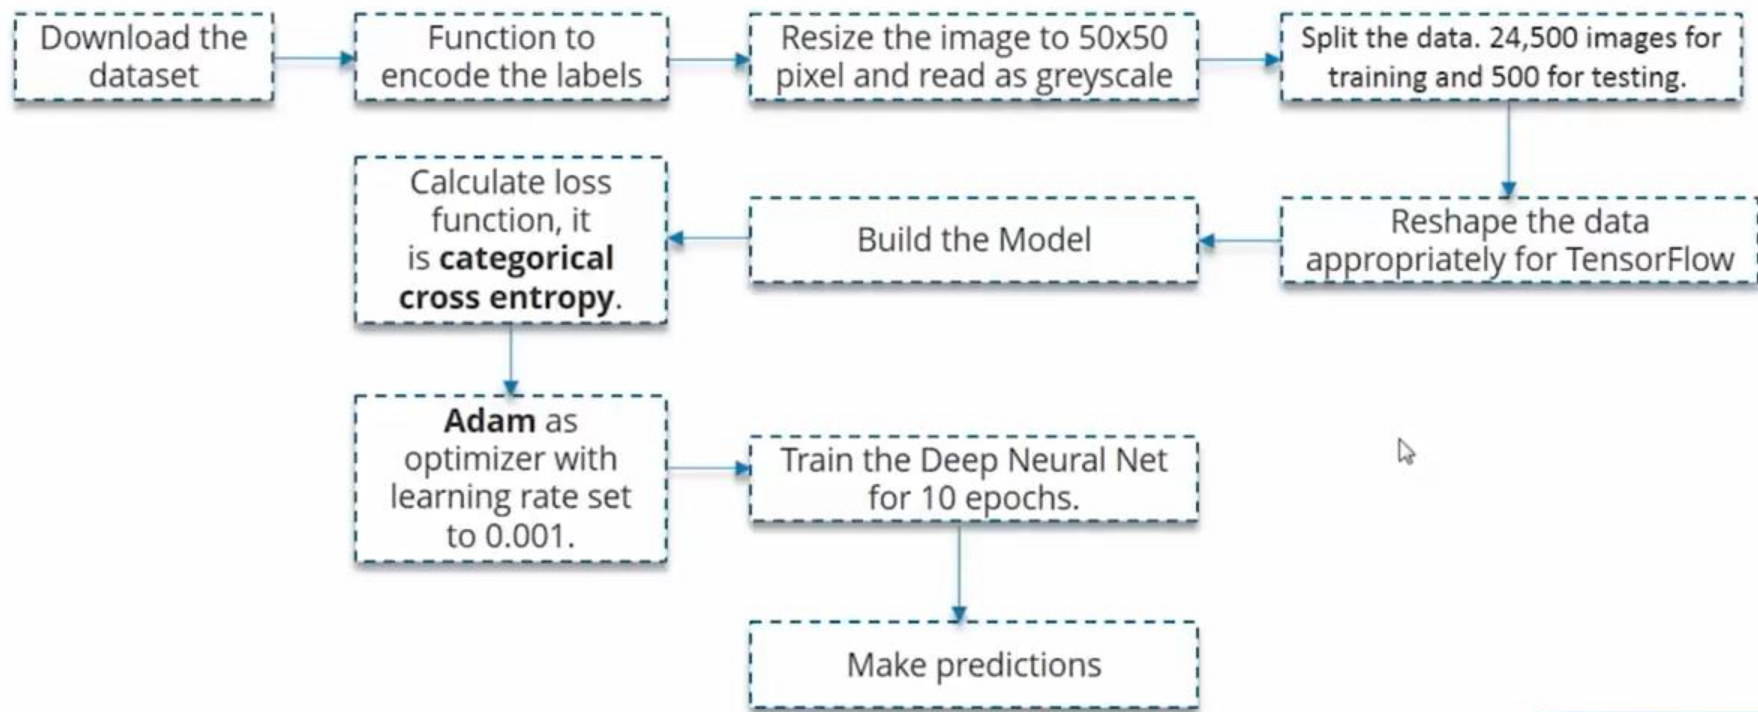 Download the
dataset
Function to
encode the labels
Resize the image to 50x50
pixel and read as greyscale
Split the data. 24,500 images for
training and 500 for testing.
Reshape the data
appropriately for TensorFlow
Build the Model
Calculate loss
function, it
is categorical
cross entropy.
Adam as
optimizer with
learning rate set
to 0.001.
Train the Deep Neural Net
for 10 epochs.
Make predictions